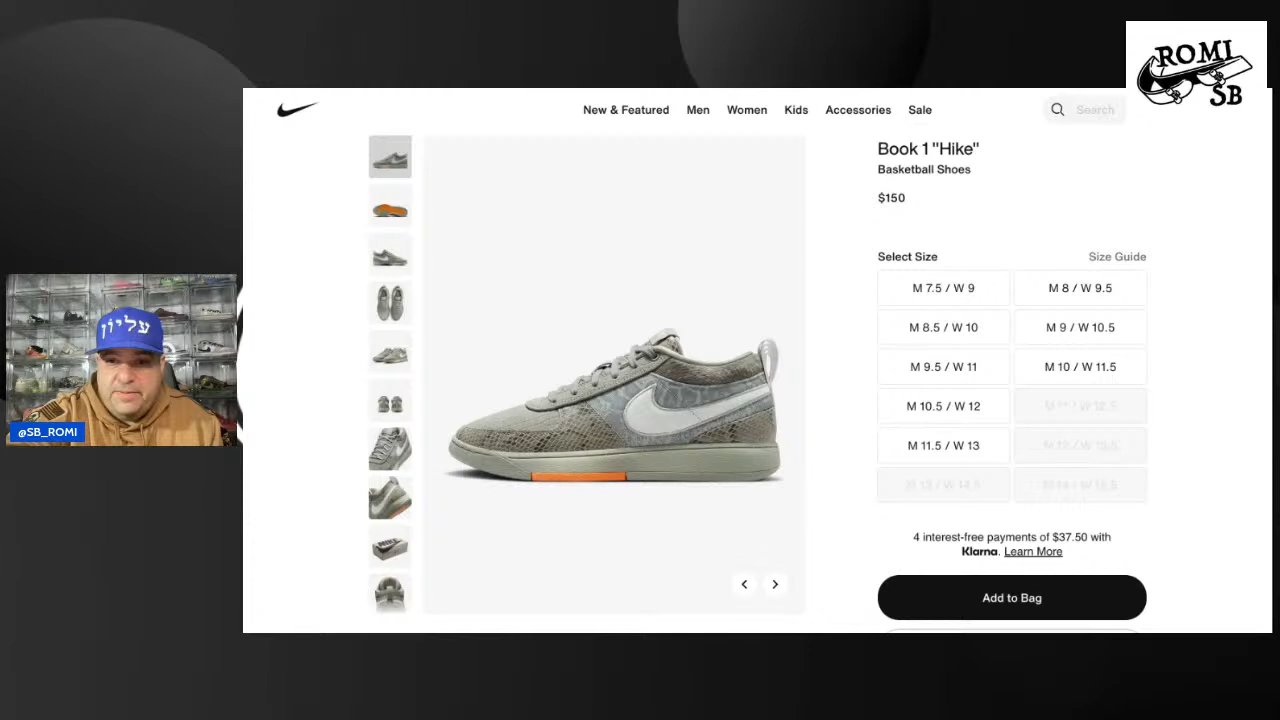 ROMI
SB
New & Featured
Men
Women
Kids
Accessories
Sale
Search
Book 1 "Hike"
Basketball Shoes
$150
Select Size
Size Guide
M 7.5 / W 9
M 8 / W 9.5
M 8.5 / W 10
M 9 / W 10.5
M 9.5 / W 11
M 10 / W 11.5
M 10.5 / W 12
M 11.5 / W 13
M 13 / W 14.5
4 interest-free payments of $37.50 with
Klarna. Learn More
Add to Bag
עליון
@SB_ROMI